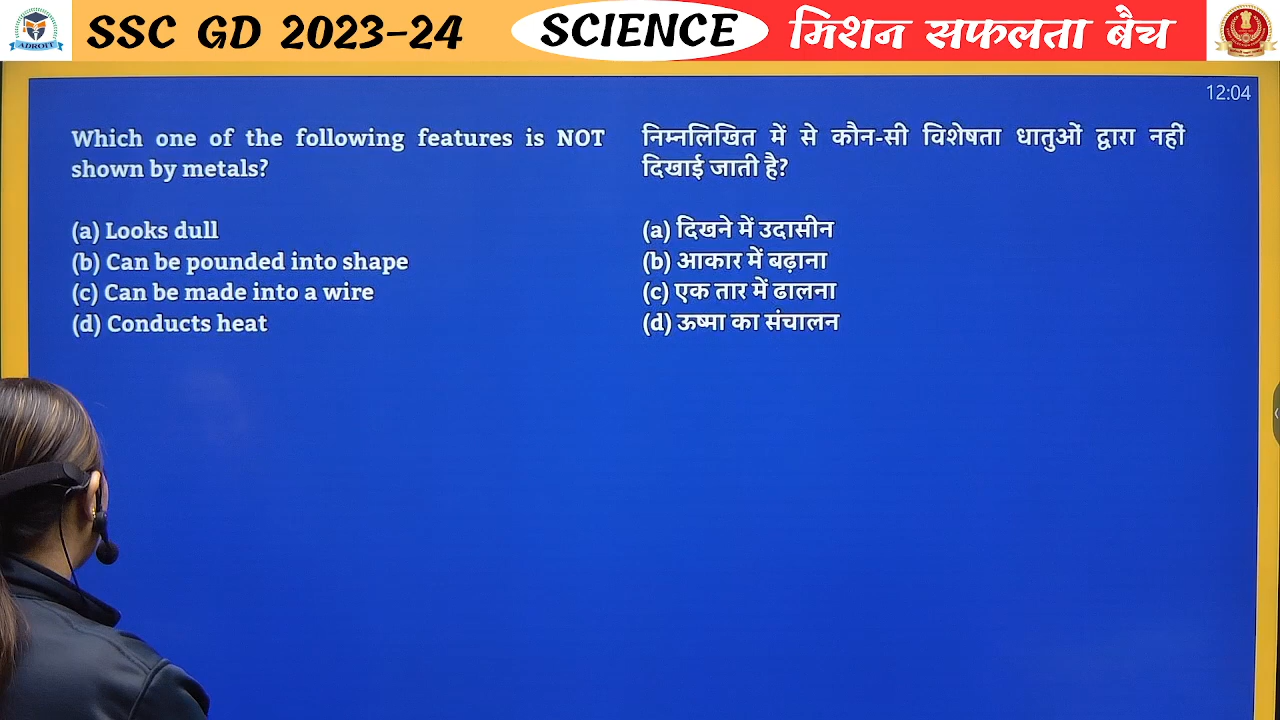 ADROIT
SSC GD 2023-24
SCIENCE
मिशन सफलता बैच
12:04
Which one of the following features is NOT
shown by metals?
(a) Looks dull
(b) Can be pounded into shape
(c) Can be made into a wire
(d) Conducts heat
निम्नलिखित में से कौन-सी विशेषता धातुओं द्वारा नहीं
दिखाई जाती है?
(a) दिखने में उदासीन
(b) आकार में बढ़ाना
(c) एक तार में ढालना
(d) ऊष्मा का संचालन